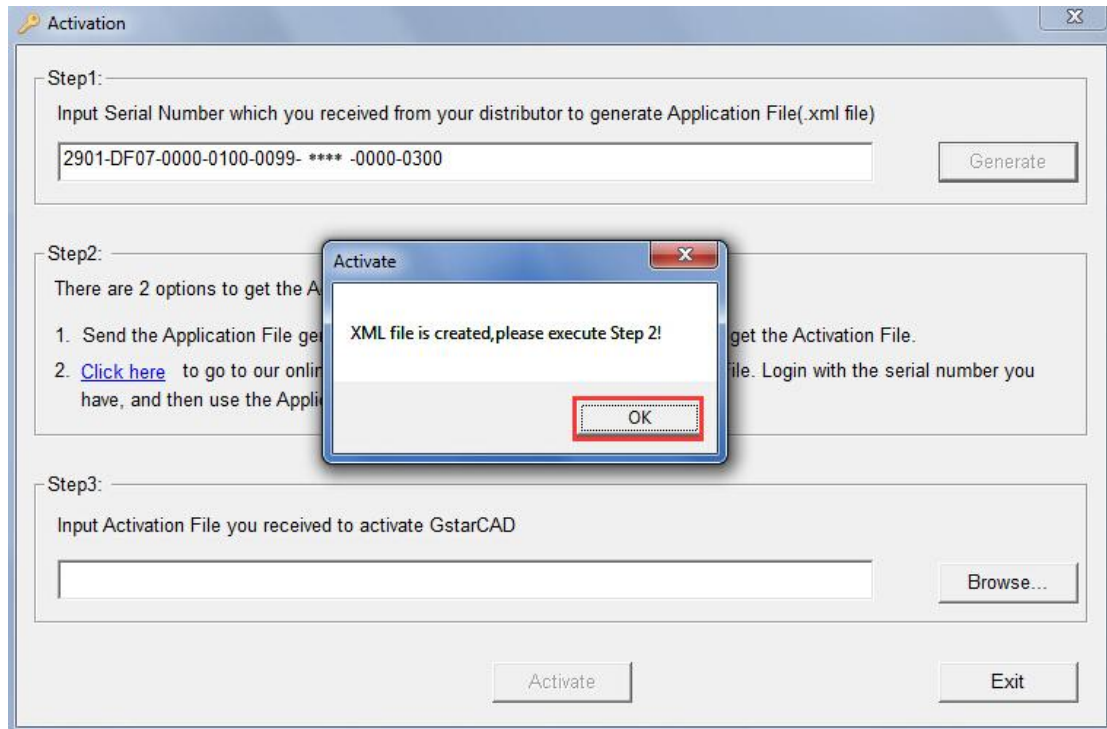 Activation
Step1:
Input Serial Number which you received from your distributor to generate Application File(.xml file)
2901-DF07-0000-0100-0099- **** -0000-0300
Generate
Step2:
There are 2 options to get the A
1. Send the Application File ger
get the Activation File.
2. Click here to go to our onlin
ile. Login with the serial number you
have, and then use the Applic
Activate
XML file is created,please execute Step 2!
OK
Step3:
Input Activation File you received to activate GstarCAD
Browse...
Activate
Exit